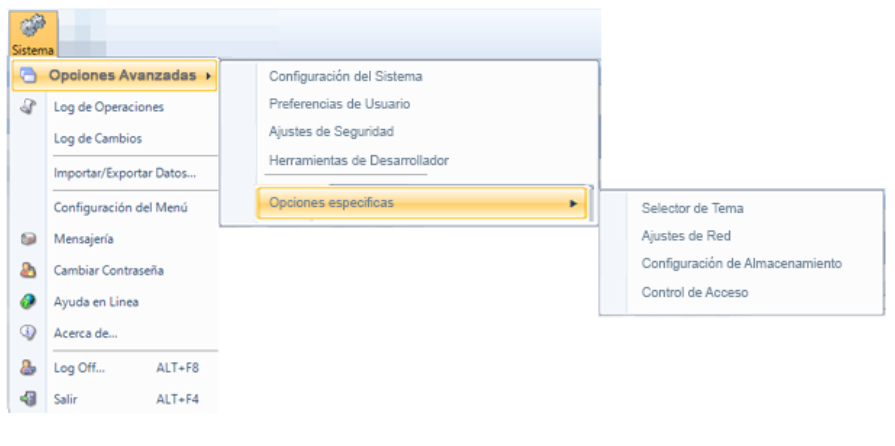 Sistema
Opciones Avanzadas
Log de Operaciones
Log de Cambios
Importar/Exportar Datos...
Configuración del Menú
Mensajería
Cambiar Contraseña
Ayuda en Linea
Acerca de...
Log Off... ALT+F8
Salir ALT+F4
Configuración del Sistema
Preferencias de Usuario
Ajustes de Seguridad
Herramientas de Desarrollador
Opciones especificas
Selector de Tema
Ajustes de Red
Configuración de Almacenamiento
Control de Acceso